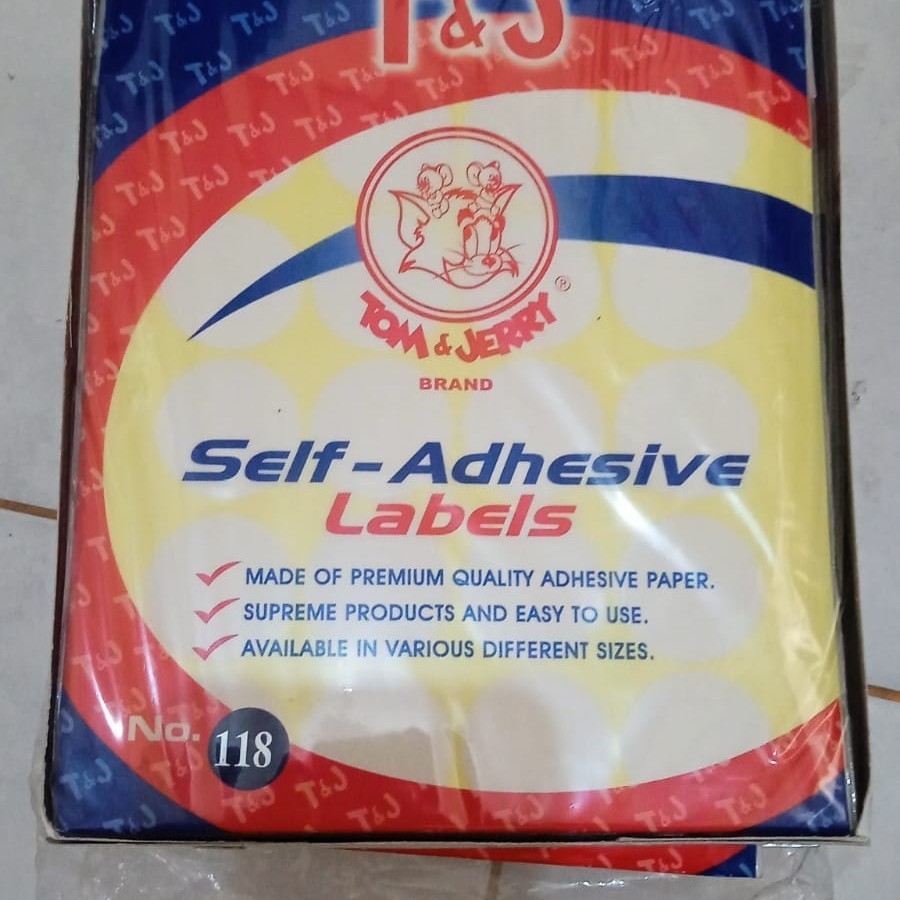 T&J
TOM & JERRY ®
BRAND
Self-Adhesive
Labels
MADE OF PREMIUM QUALITY ADHESIVE PAPER.
SUPREME PRODUCTS AND EASY TO USE.
AVAILABLE IN VARIOUS DIFFERENT SIZES.
No. 118